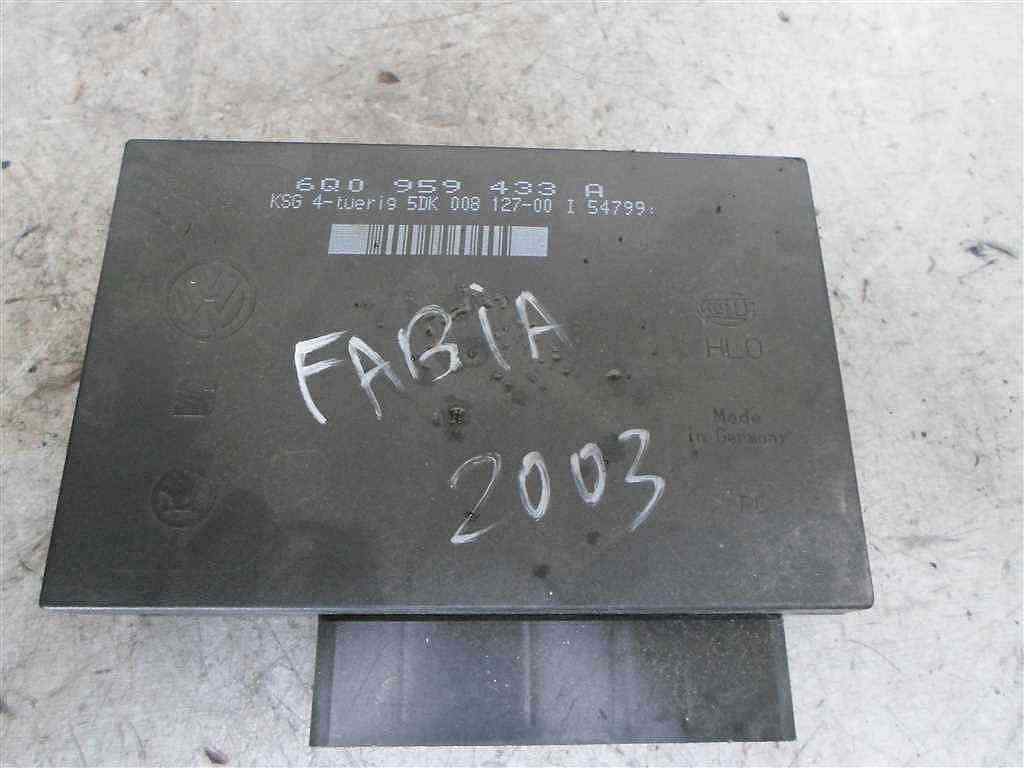 6Q0 959 433 A
KSG 4-tuerig 5DK 008 127-00 I 54799
FABIA
HLO
Made
in Germany
2003